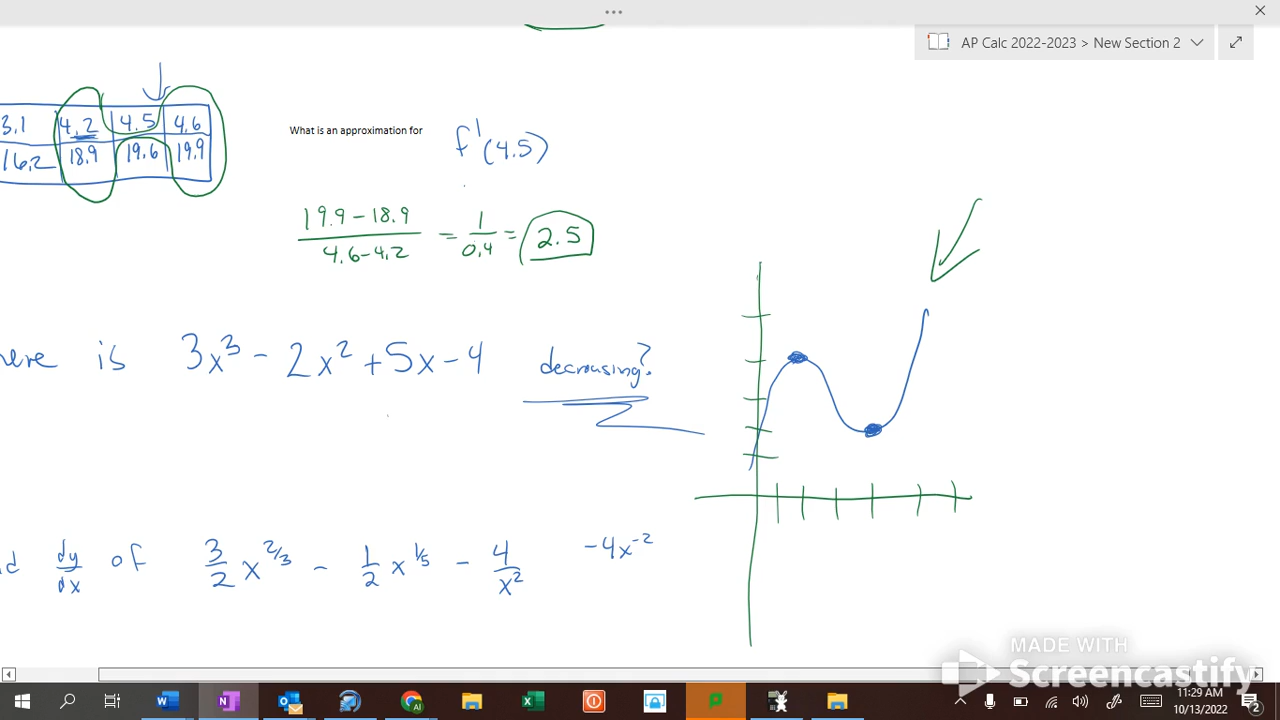 AP Calc 2022-2023 > New Section 2
3.1 4.2 4.5 4.6
16.2 18.9 19.6 19.9
What is an approximation for f'(4.5)
19.9 - 18.9 / 4.6 - 4.2 = 1/0.4 = 2.5
here is 3x³ - 2x² + 5x - 4 decreasing?
dy/dx of 3/2 x^2/3 - 1/2 x^1/5 - 4/x² -4x^-2
MADE WITH
Screencastify
11:29 AM
10/13/2022